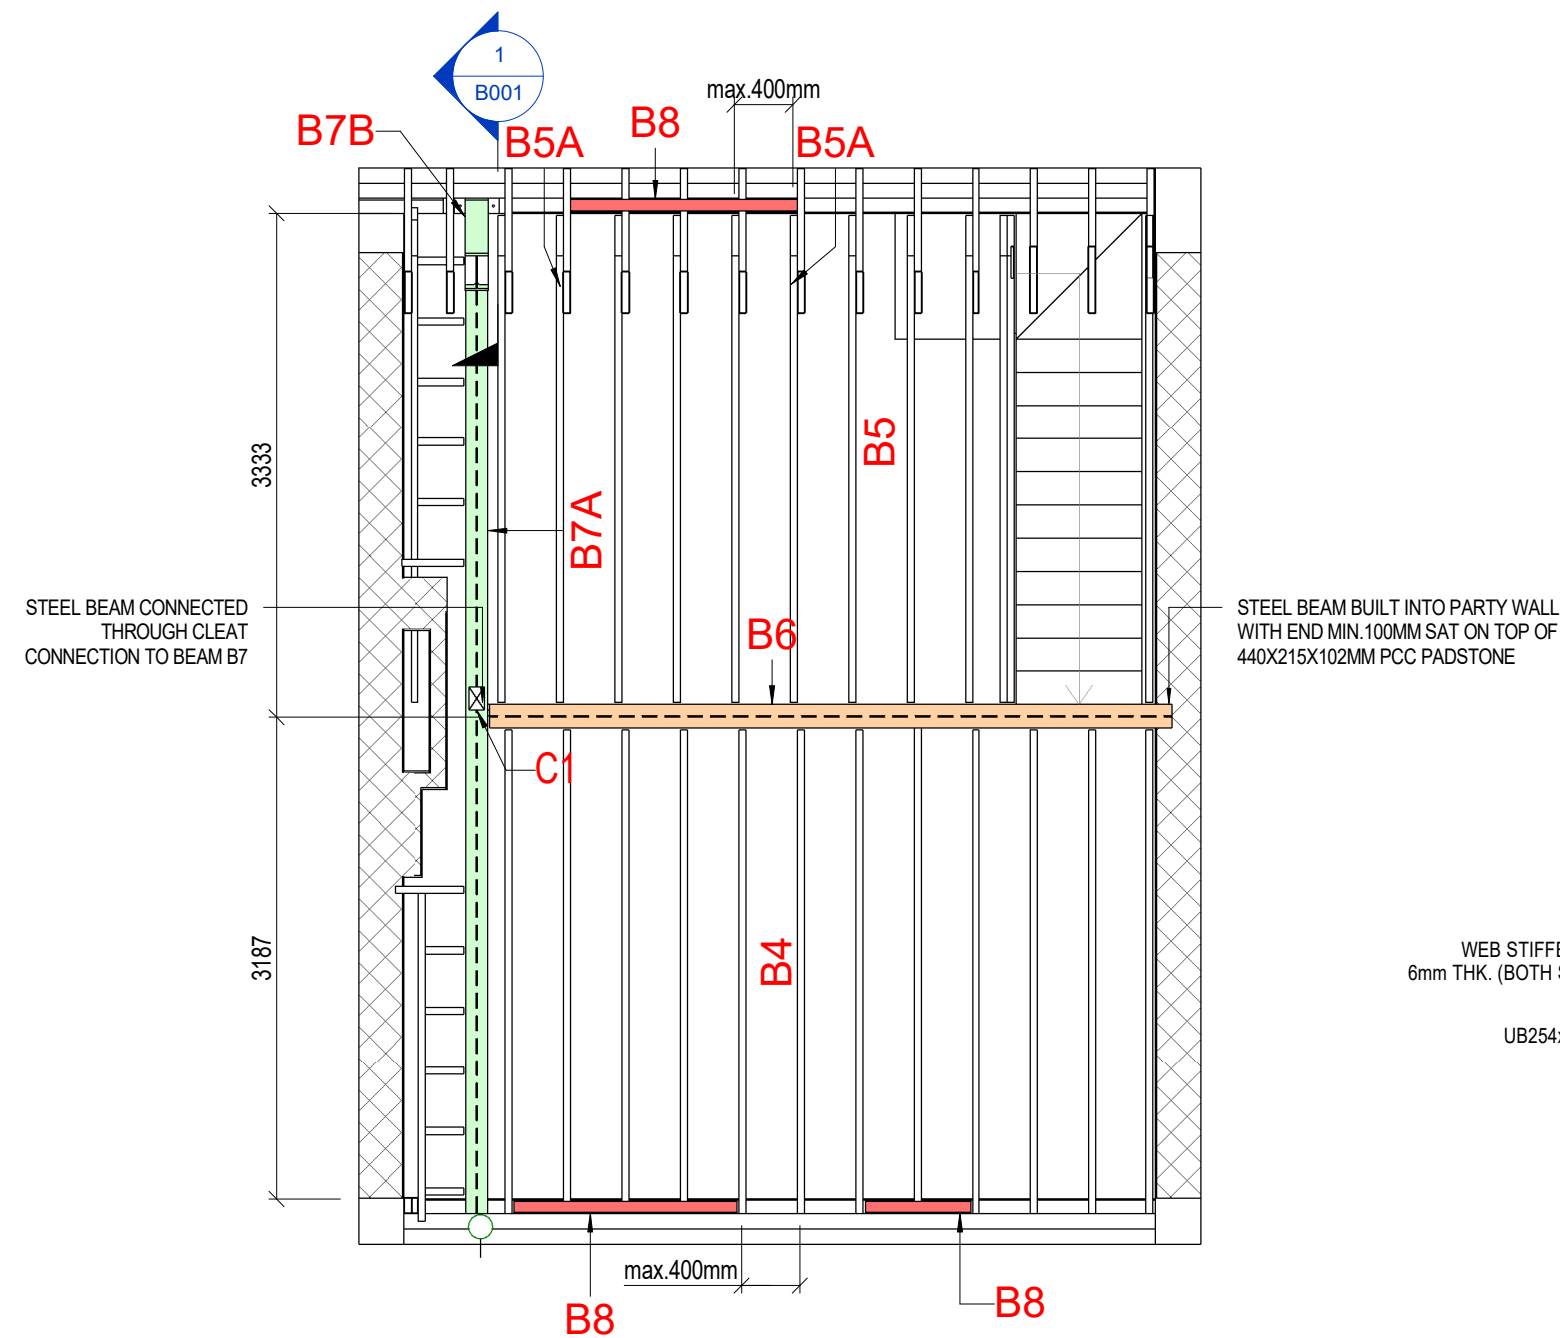 1
B001
max.400mm
B7B
B5A
B8
B5A
3333
B5
B7A
STEEL BEAM CONNECTED
THROUGH CLEAT
CONNECTION TO BEAM B7
B6
STEEL BEAM BUILT INTO PARTY WALL
WITH END MIN.100MM SAT ON TOP OF
440X215X102MM PCC PADSTONE
C1
3187
B4
WEB STIFFE
6mm THK. (BOTH S
UB254x
max.400mm
B8
B8